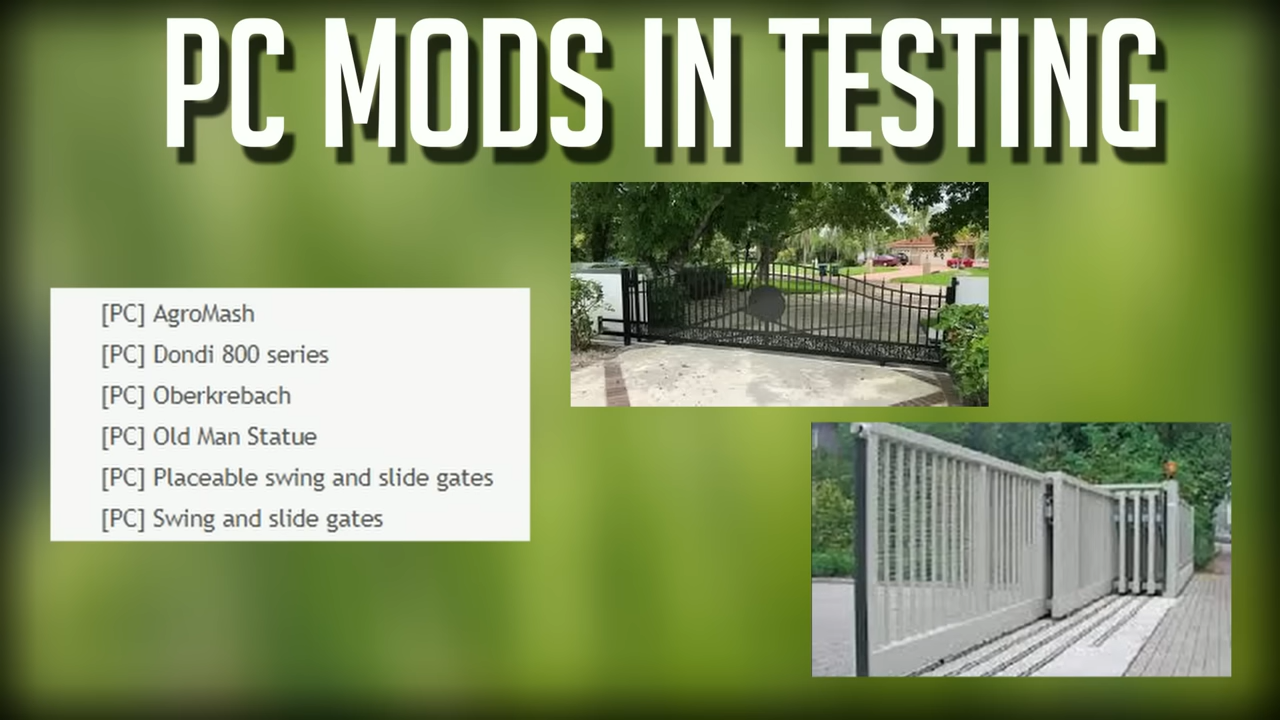 PC MODS IN TESTING
[PC] AgroMash
[PC] Dondi 800 series
[PC] Oberkrebach
[PC] Old Man Statue
[PC] Placeable swing and slide gates
[PC] Swing and slide gates